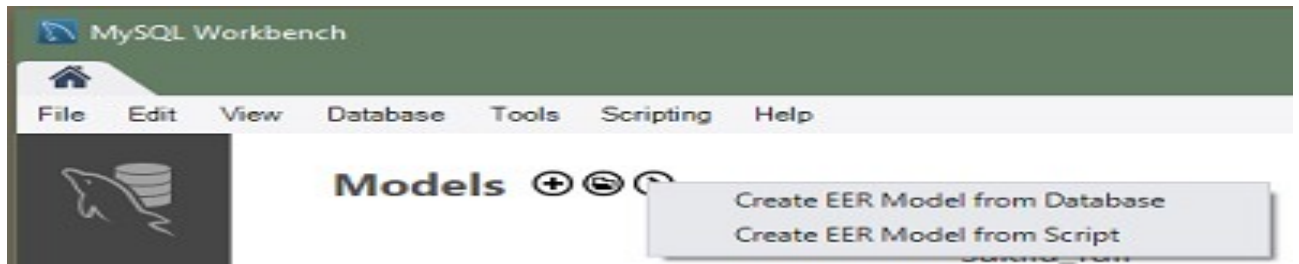 MySQL Workbench
File Edit View Database Tools Scripting Help
Models
Create EER Model from Database
Create EER Model from Script